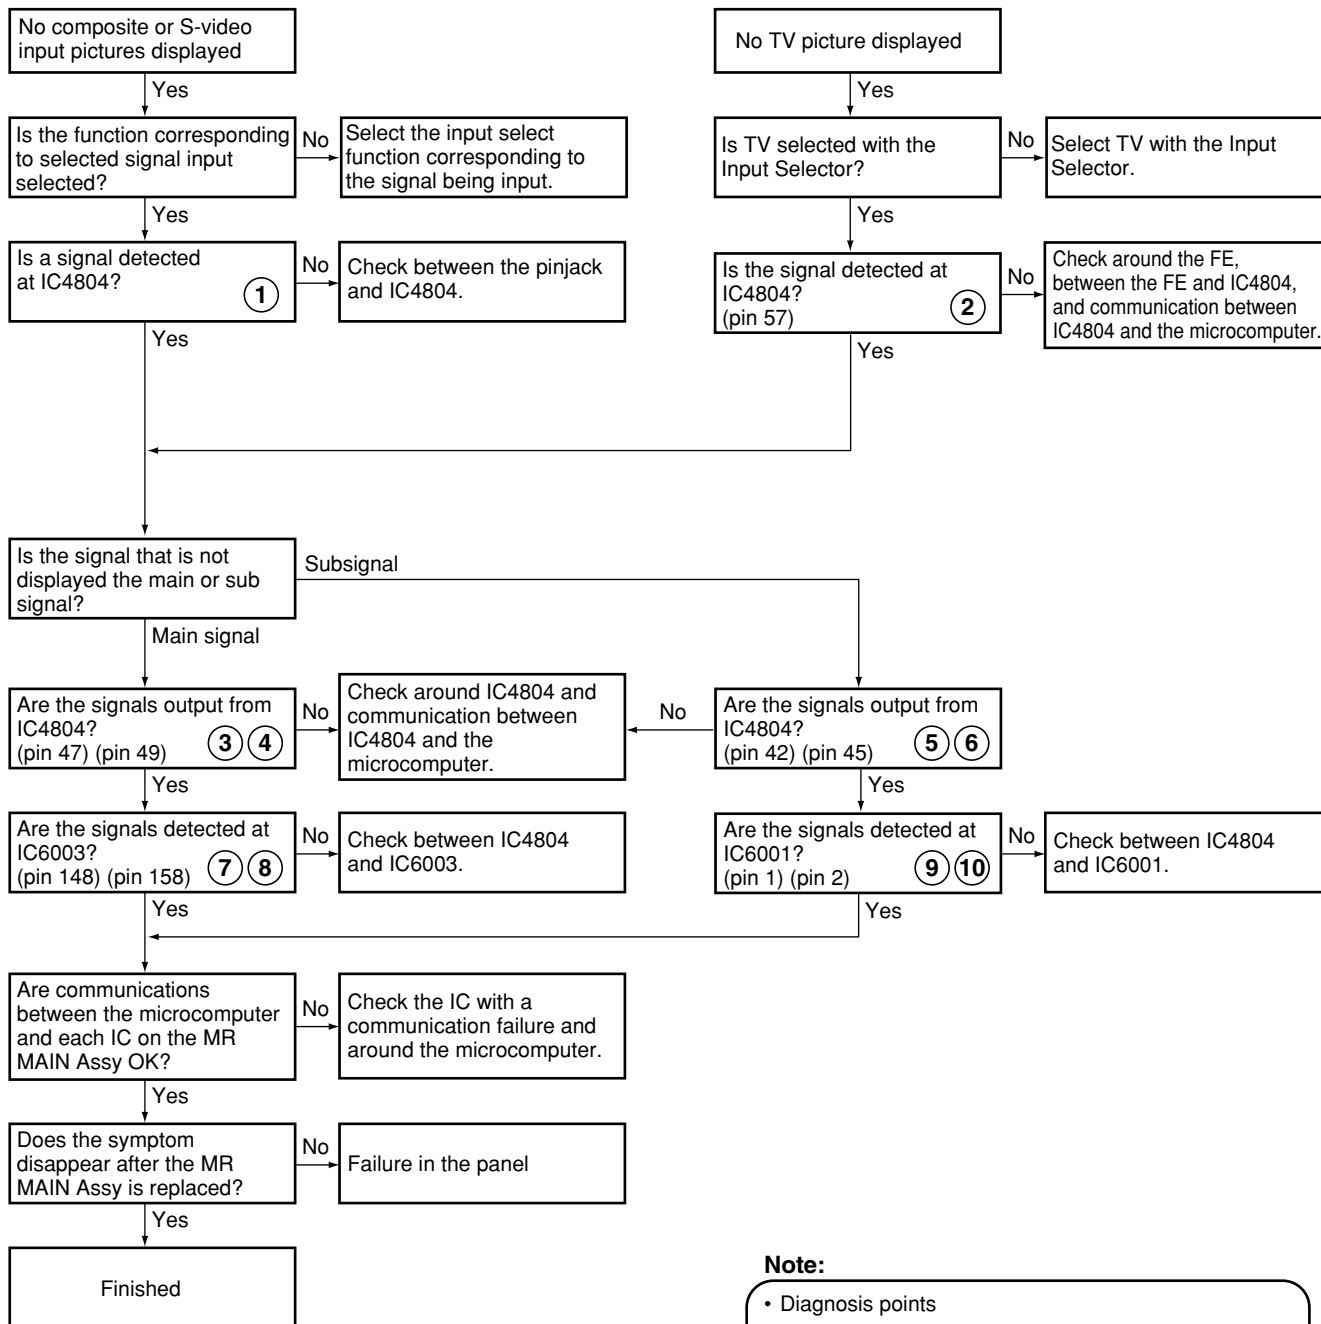 No composite or S-video
input pictures displayed
Yes
Is the function corresponding
to selected signal input
selected?
No
Select the input select
function corresponding to
the signal being input.
Yes
Is a signal detected
at IC4804?
1
No
Check between the pinjack
and IC4804.
Yes
No TV picture displayed
Yes
Is TV selected with the
Input Selector?
No
Select TV with the Input
Selector.
Yes
Is the signal detected at
IC4804?
(pin 57)
2
No
Check around the FE,
between the FE and IC4804,
and communication between
IC4804 and the microcomputer.
Yes
Is the signal that is not
displayed the main or sub
signal?
Subsignal
Main signal
Are the signals output from
IC4804?
(pin 47) (pin 49)
3 4
No
Check around IC4804 and
communication between
IC4804 and the
microcomputer.
No
Are the signals output from
IC4804?
(pin 42) (pin 45)
5 6
Yes
Yes
Are the signals detected at
IC6003?
(pin 148) (pin 158)
7 8
No
Check between IC4804
and IC6003.
Are the signals detected at
IC6001?
(pin 1) (pin 2)
9 10
No
Check between IC4804
and IC6001.
Yes
Yes
Are communications
between the microcomputer
and each IC on the MR
MAIN Assy OK?
No
Check the IC with a
communication failure and
around the microcomputer.
Yes
Does the symptom
disappear after the MR
MAIN Assy is replaced?
No
Failure in the panel
Yes
Finished
Note:
• Diagnosis points